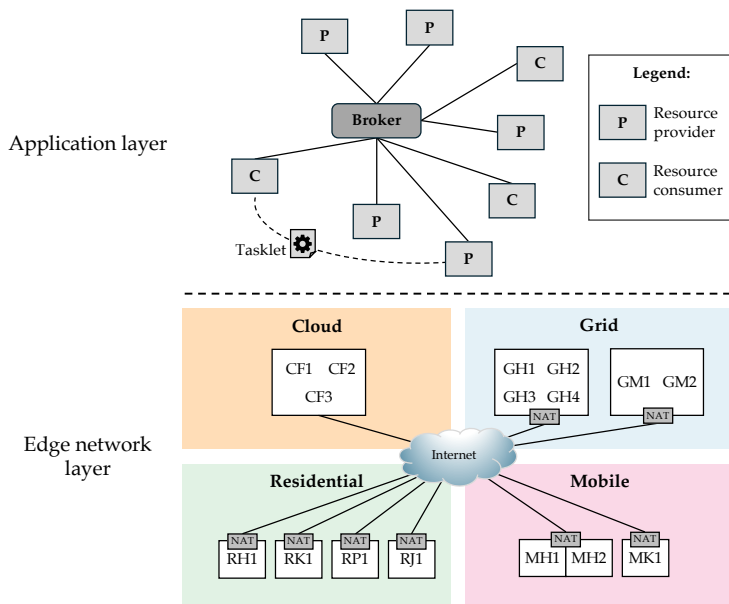 P
P
C
Legend:
Broker
P
Resource
provider
P
Application layer
C
C
Resource
consumer
C
P
Tasklet
P
Cloud
Grid
CF1 CF2
CF3
GH1 GH2
GH3 GH4
NAT
GM1 GM2
NAT
Edge network
layer
Internet
Residential
Mobile
NAT
RH1
NAT
RK1
NAT
RP1
NAT
RJ1
NAT
MH1 MH2
NAT
MK1